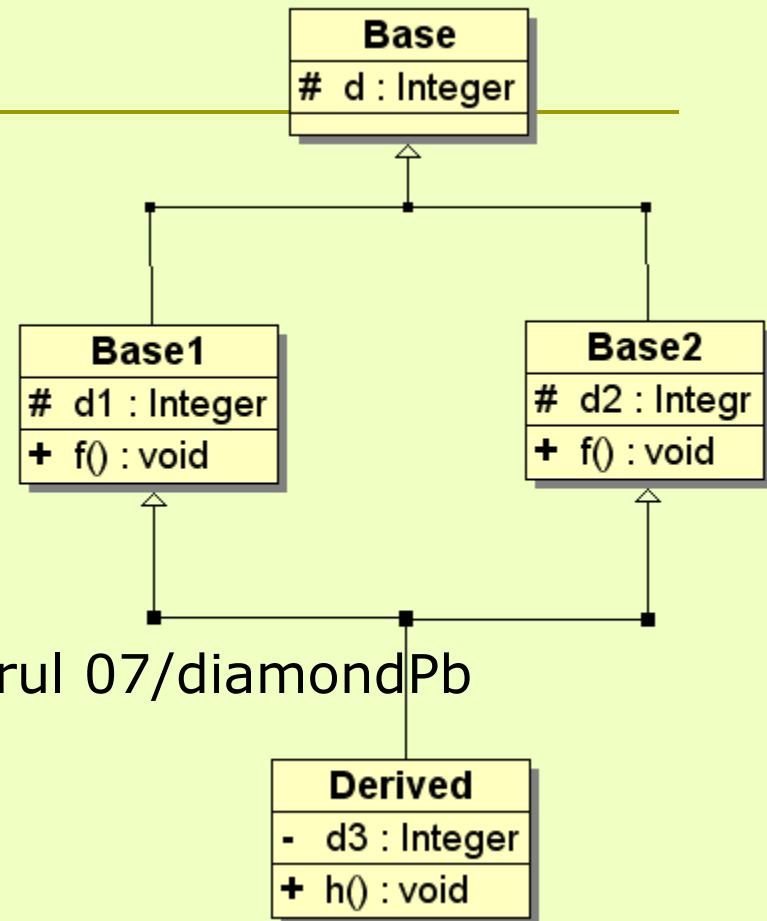 Base
# d : Integer
Base1
# d1 : Integer
+ f() : void
Base2
# d2 : Integr
+ f() : void
rul 07/diamondPb
Derived
- d3 : Integer
+ h() : void